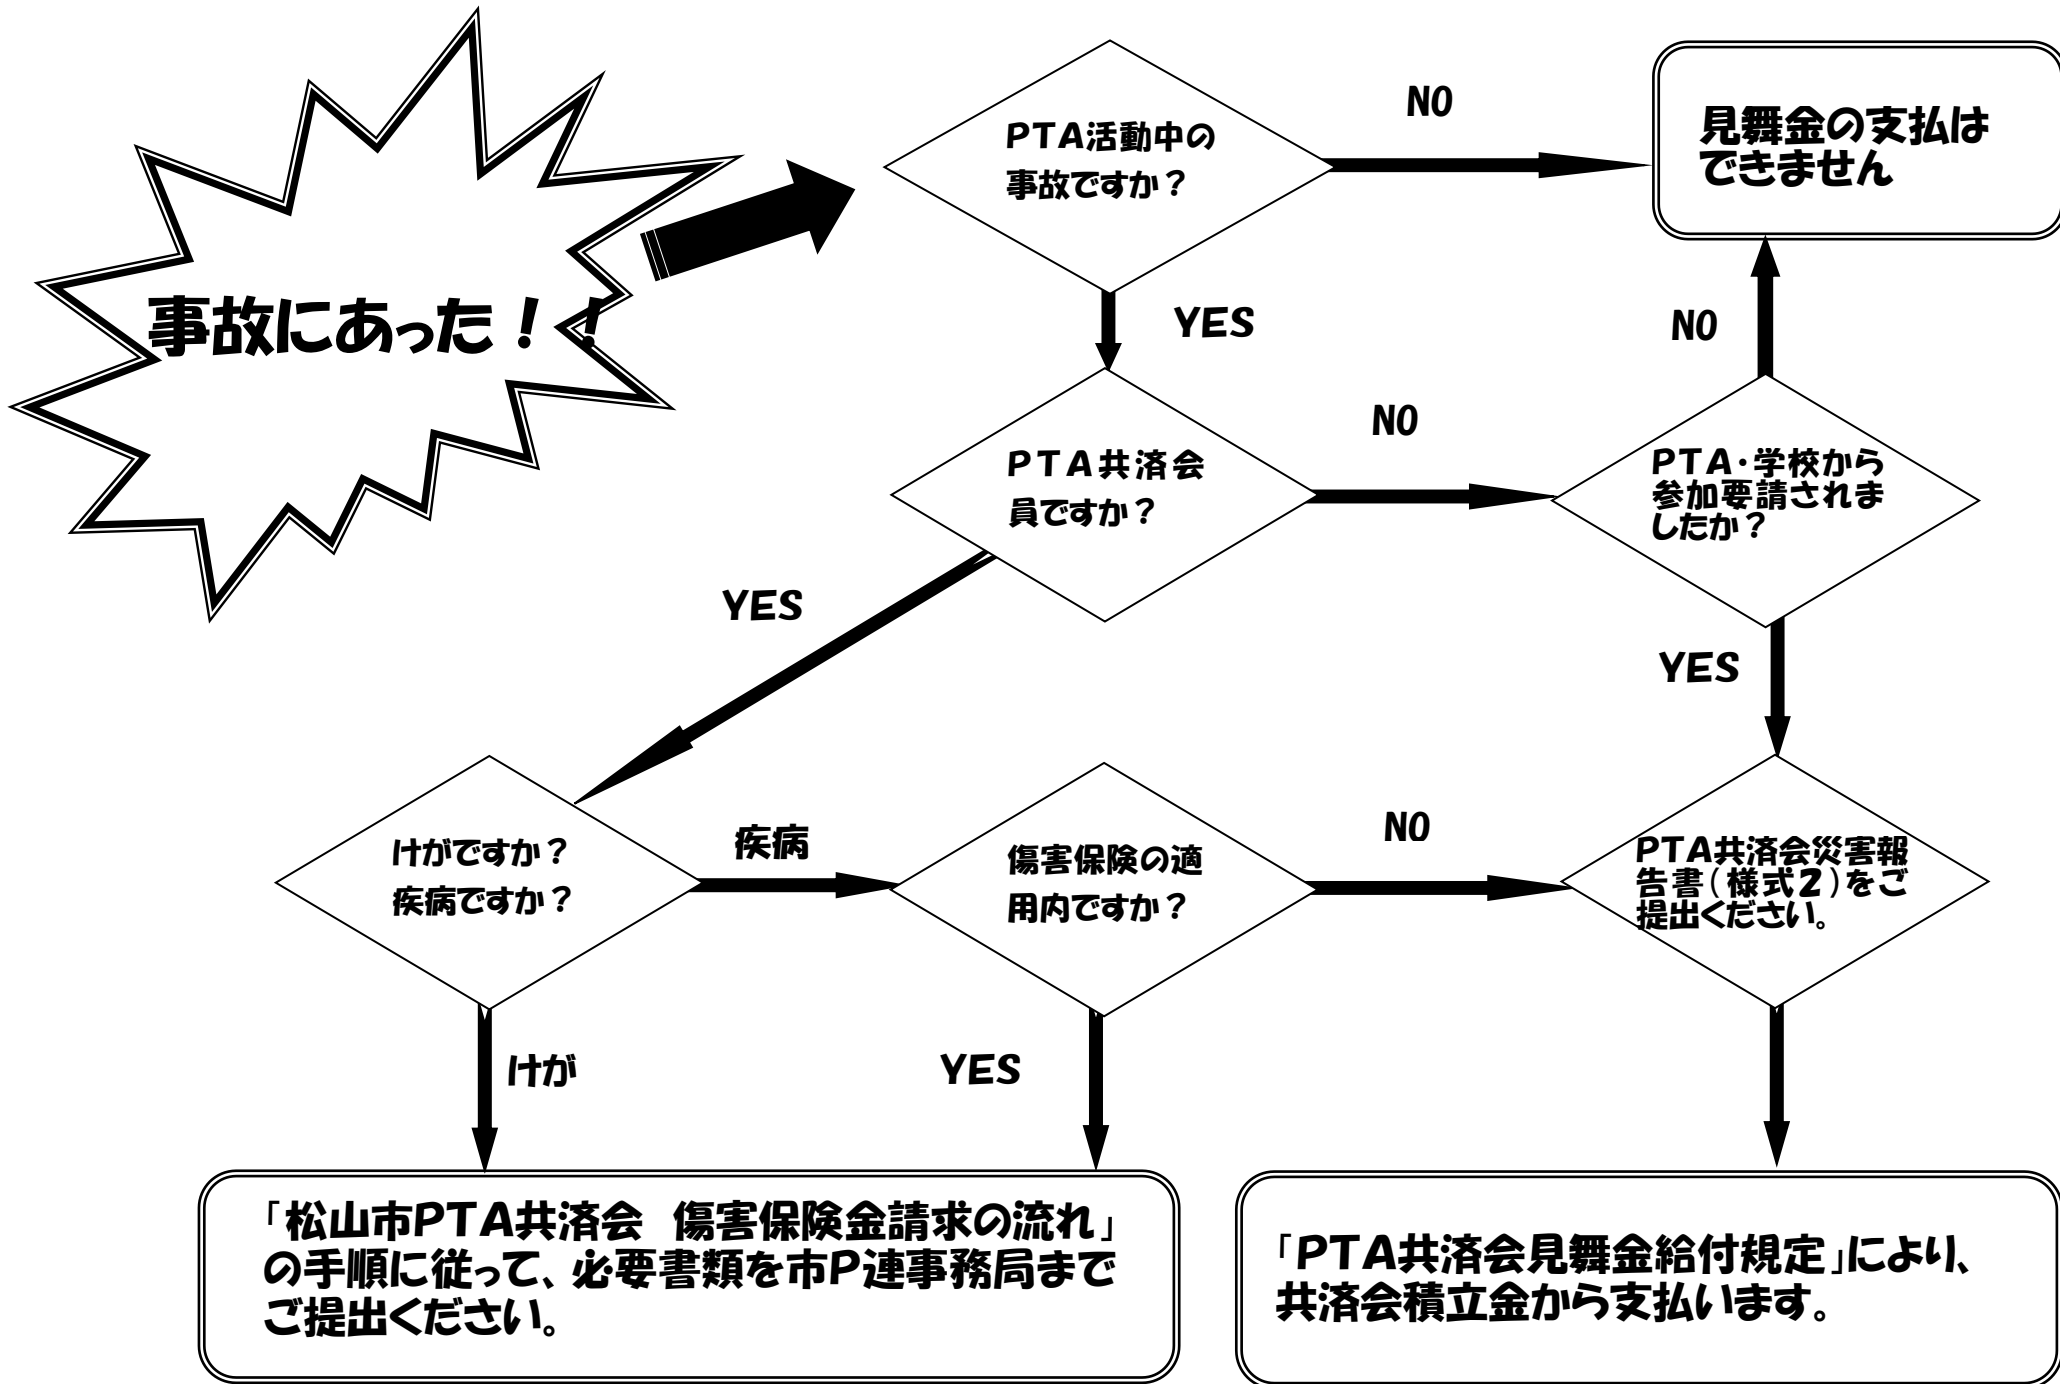 事故にあった！！
PTA活動中の
事故ですか？
NO
見舞金の支払は
できません
YES
NO
PTA共済会
員ですか？
NO
PTA・学校から
参加要請されま
したか？
YES
YES
けがですか？
疾病ですか？
疾病
傷害保険の適
用内ですか？
NO
PTA共済会災害報
告書（様式2）をご
提出ください。
けが
YES
「松山市PTA共済会　傷害保険金請求の流れ」
の手順に従って、必要書類を市P連事務局まで
ご提出ください。
「PTA共済会見舞金給付規定」により、
共済会積立金から支払います。